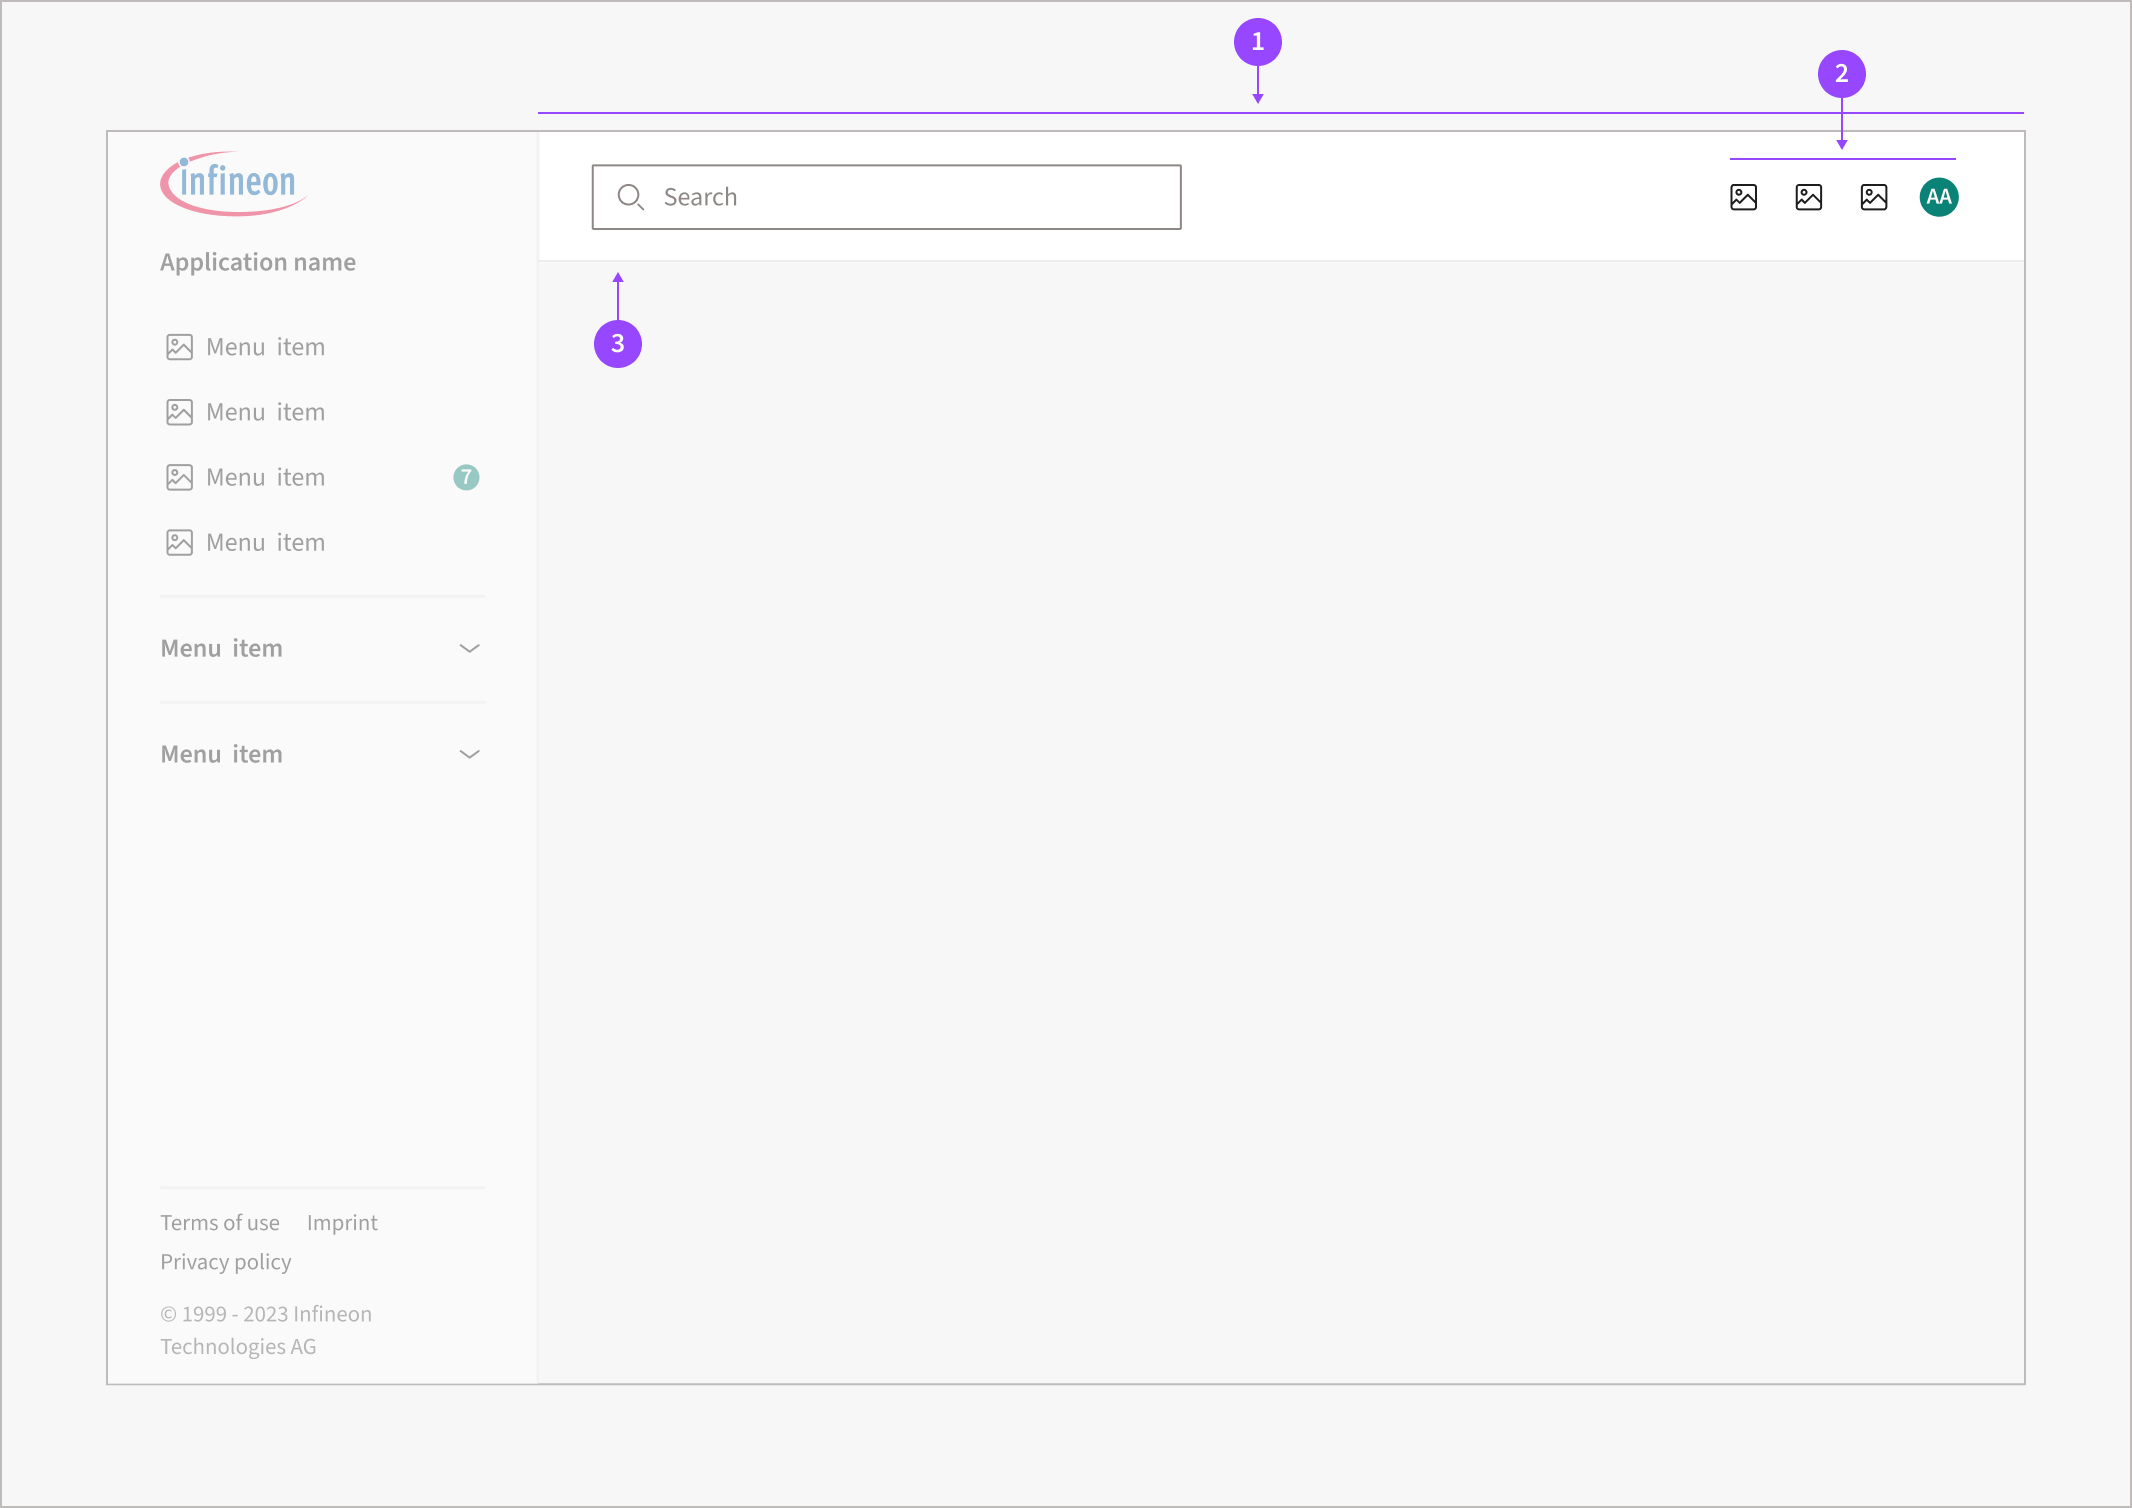 1
2
infineon
Search
AA
Application name
3
Menu item
Menu item
Menu item 7
Menu item
Menu item
Menu item
Terms of use Imprint
Privacy policy
© 1999 - 2023 Infineon
Technologies AG